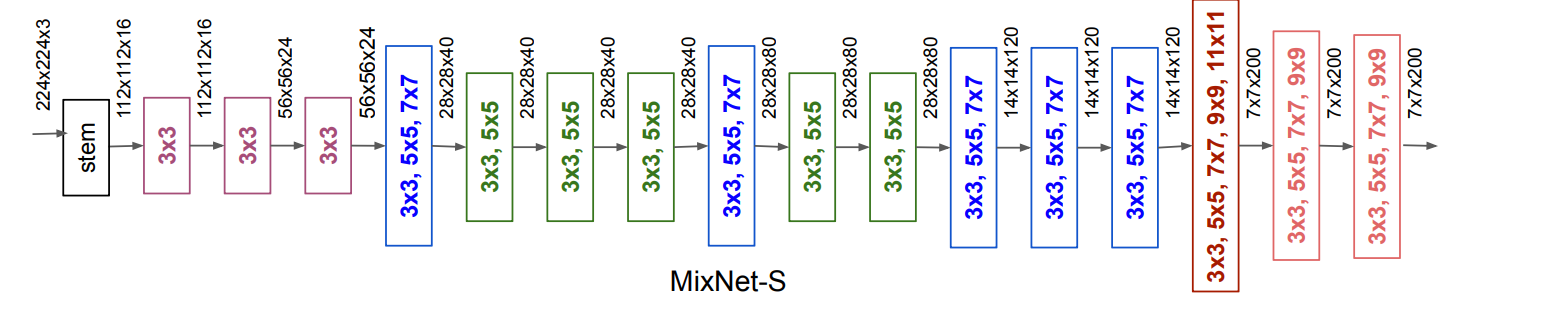 224x224x3
stem
112x112x16
3x3
112x112x16
3x3
56x56x24
3x3
56x56x24
3x3, 5x5, 7x7
28x28x40
3x3, 5x5
28x28x40
3x3, 5x5
28x28x40
3x3, 5x5
28x28x40
3x3, 5x5, 7x7
28x28x80
3x3, 5x5
28x28x80
3x3, 5x5
28x28x80
3x3, 5x5, 7x7
14x14x120
3x3, 5x5, 7x7
14x14x120
3x3, 5x5, 7x7
14x14x120
3x3, 5x5, 7x7, 9x9, 11x11
7x7x200
3x3, 5x5, 7x7, 9x9
7x7x200
3x3, 5x5, 7x7, 9x9
7x7x200
MixNet-S